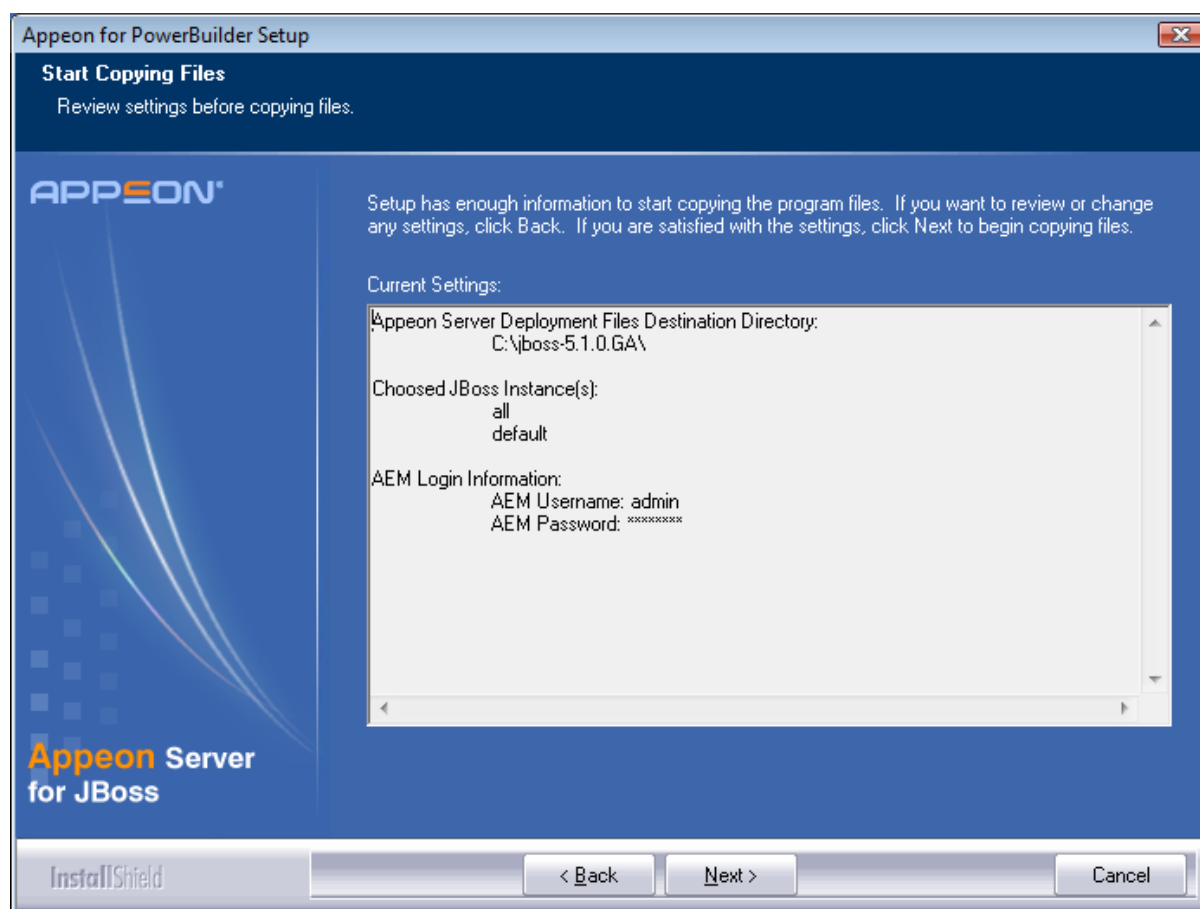 Appeon for PowerBuilder Setup
Start Copying Files
Review settings before copying files.
APPEON®
Setup has enough information to start copying the program files. If you want to review or change
any settings, click Back. If you are satisfied with the settings, click Next to begin copying files.
Current Settings:
Appeon Server Deployment Files Destination Directory:
C:\jboss-5.1.0.GA\
Choosed JBoss Instance(s):
all
default
AEM Login Information:
AEM Username: admin
AEM Password: ********
Appeon Server
for JBoss
InstallShield
< Back
Next >
Cancel